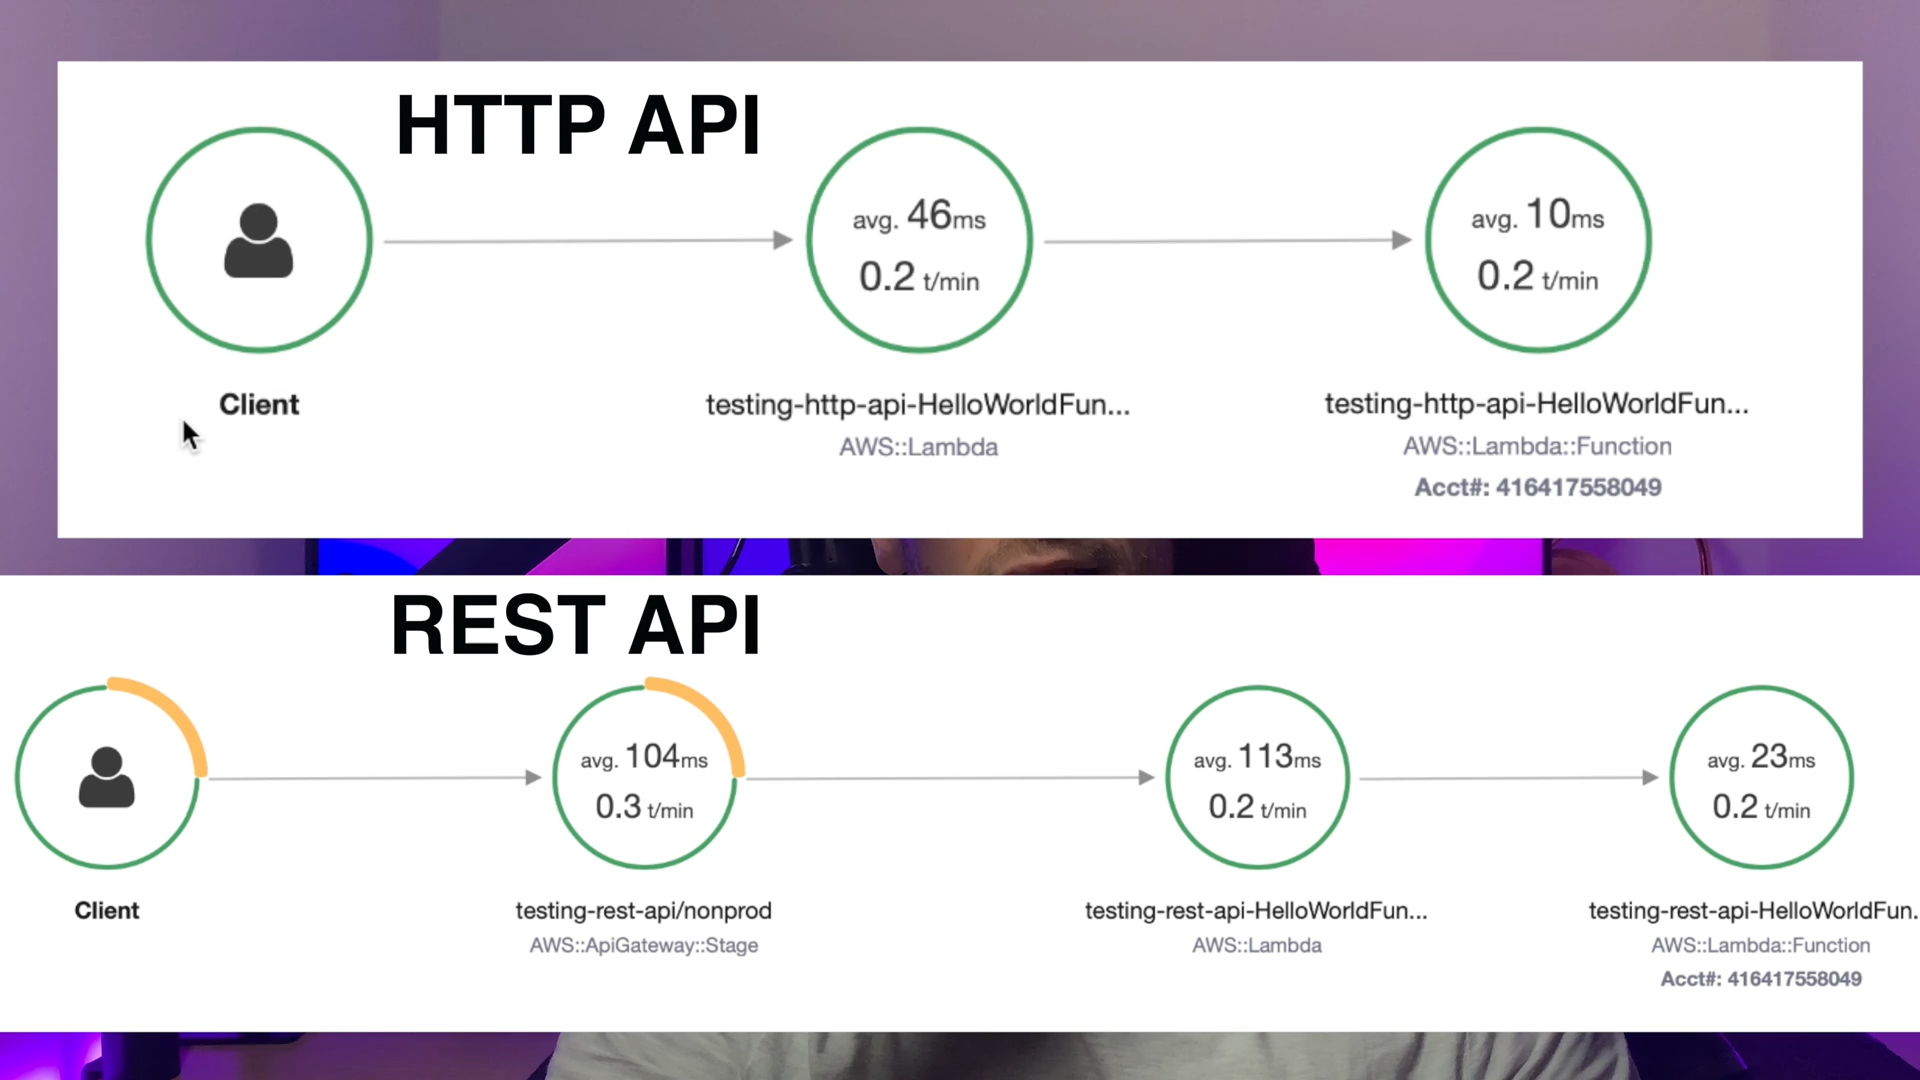 HTTP API
avg. 46ms
0.2 t/min
avg. 10ms
0.2 t/min
Client
testing-http-api-HelloWorldFun...
AWS::Lambda
testing-http-api-HelloWorldFun...
AWS::Lambda::Function
Acct#: 416417558049
REST API
avg. 104ms
0.3 t/min
avg. 113ms
0.2 t/min
avg. 23ms
0.2 t/min
Client
testing-rest-api/nonprod
AWS::ApiGateway::Stage
testing-rest-api-HelloWorldFun...
AWS::Lambda
testing-rest-api-HelloWorldFun.
AWS::Lambda::Function
Acct#: 416417558049